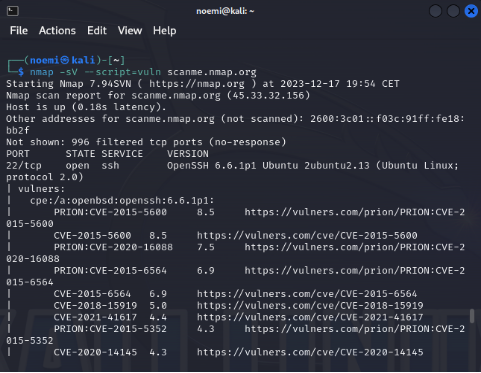 noemi@kali: ~
File Actions Edit View Help
┌──(noemi㉿kali)-[~]
└─$ nmap -sV --script=vuln scanme.nmap.org
Starting Nmap 7.94SVN ( https://nmap.org ) at 2023-12-17 19:54 CET
Nmap scan report for scanme.nmap.org (45.33.32.156)
Host is up (0.18s latency).
Other addresses for scanme.nmap.org (not scanned): 2600:3c01::f03c:91ff:fe18:
bb2f
Not shown: 996 filtered tcp ports (no-response)
PORT STATE SERVICE VERSION
22/tcp open ssh OpenSSH 6.6.1p1 Ubuntu 2ubuntu2.13 (Ubuntu Linux;
protocol 2.0)
| vulners:
| cpe:/a:openbsd:openssh:6.6.1p1:
| PRION:CVE-2015-5600 8.5 https://vulners.com/prion/PRION:CVE-2
015-5600
| CVE-2015-5600 8.5 https://vulners.com/cve/CVE-2015-5600
| PRION:CVE-2020-16088 7.5 https://vulners.com/prion/PRION:CVE-2
020-16088
| PRION:CVE-2015-6564 6.9 https://vulners.com/prion/PRION:CVE-2
015-6564
| CVE-2015-6564 6.9 https://vulners.com/cve/CVE-2015-6564
| CVE-2018-15919 5.0 https://vulners.com/cve/CVE-2018-15919
| CVE-2021-41617 4.4 https://vulners.com/cve/CVE-2021-41617
| PRION:CVE-2015-5352 4.3 https://vulners.com/prion/PRION:CVE-2
015-5352
| CVE-2020-14145 4.3 https://vulners.com/cve/CVE-2020-14145